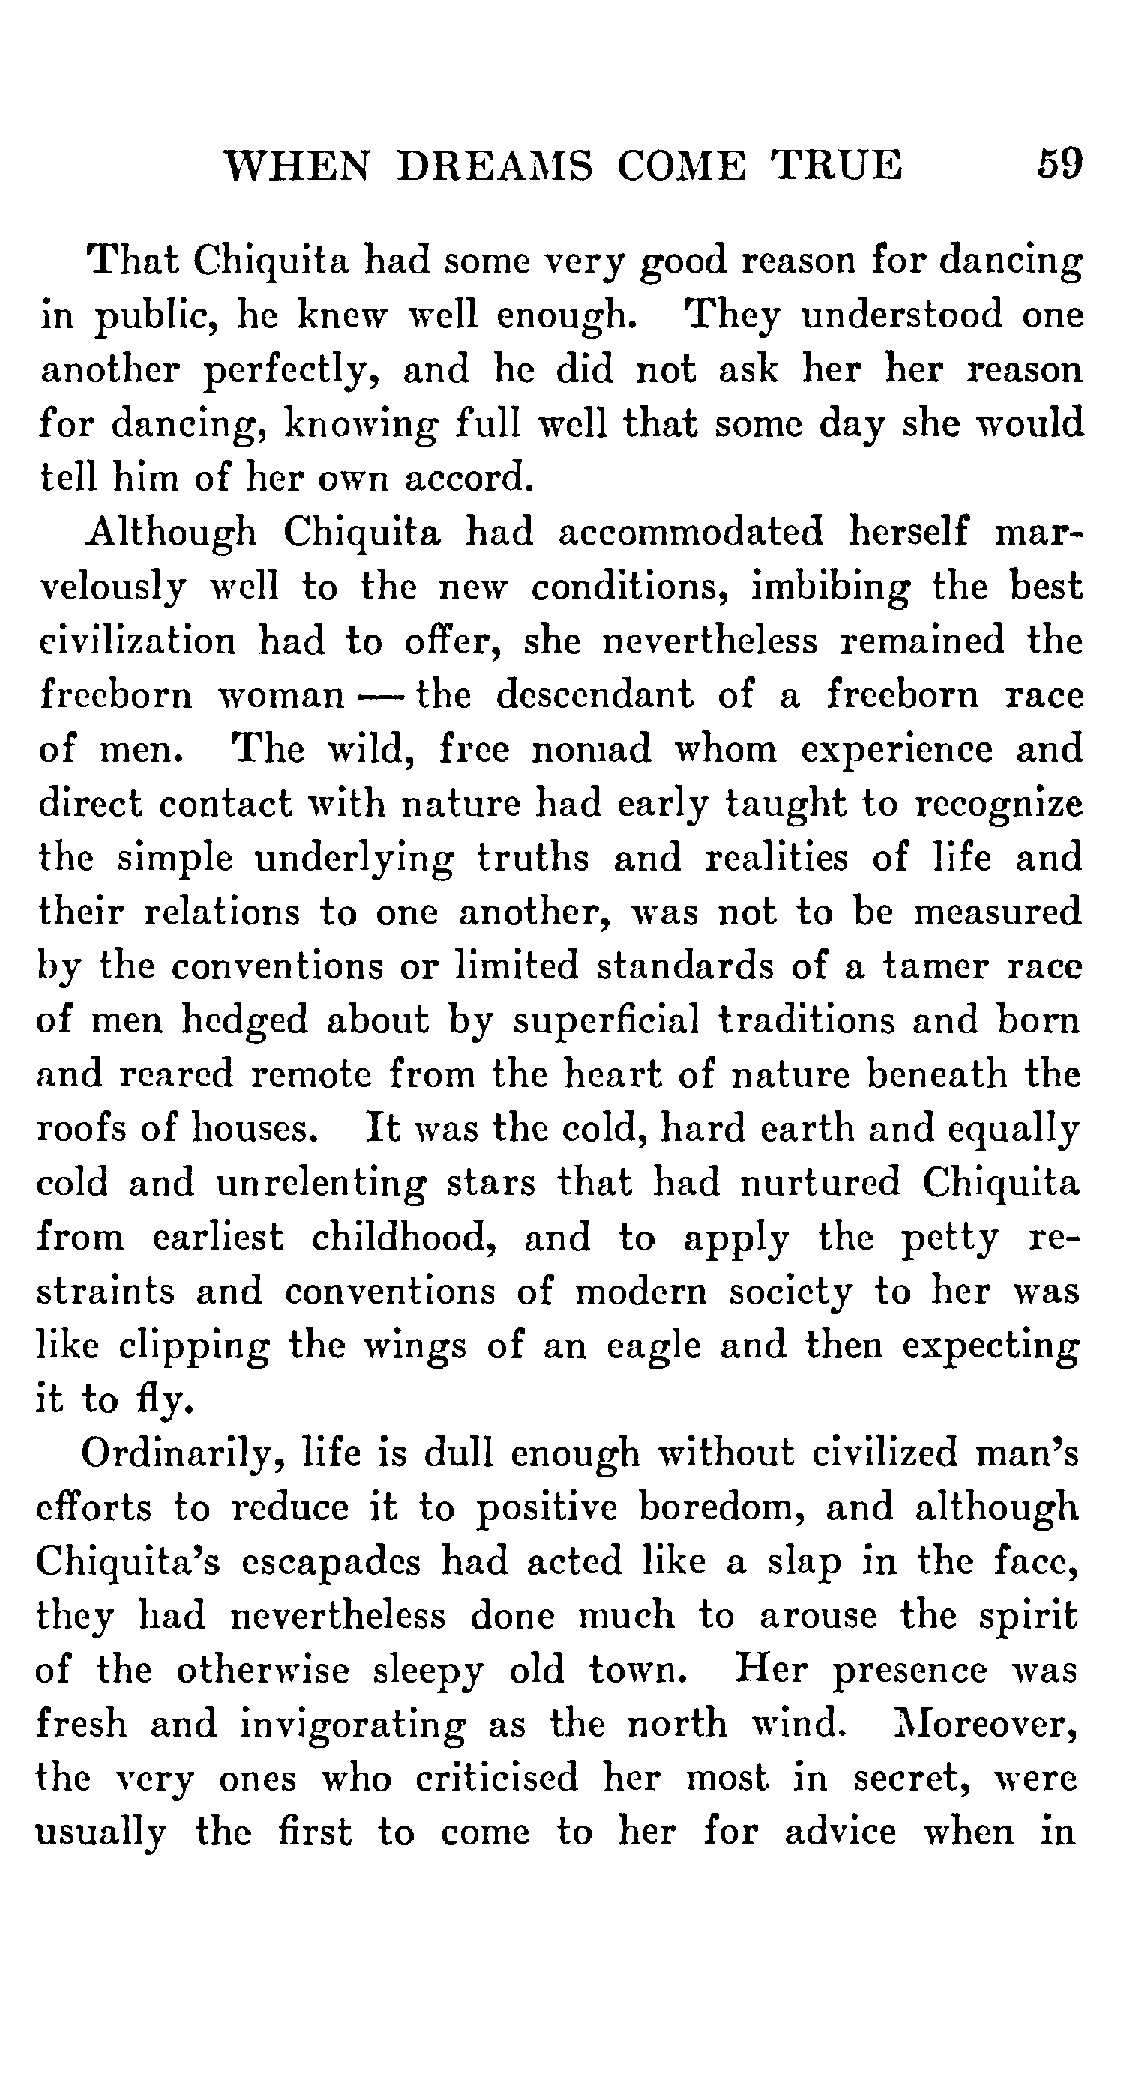 WHEN DREAMS COME TRUE 59
That Chiquita had some very good reason for dancing
in public, he knew well enough. They understood one
another perfectly, and he did not ask her her reason
for dancing, knowing full well that some day she would
tell him of her own accord.
Although Chiquita had accommodated herself mar-
velously well to the new conditions, imbibing the best
civilization had to offer, she nevertheless remained the
freeborn woman — the descendant of a freeborn race
of men. The wild, free nomad whom experience and
direct contact with nature had early taught to recognize
the simple underlying truths and realities of life and
their relations to one another, was not to be measured
by the conventions or limited standards of a tamer race
of men hedged about by superficial traditions and born
and reared remote from the heart of nature beneath the
roofs of houses. It was the cold, hard earth and equally
cold and unrelenting stars that had nurtured Chiquita
from earliest childhood, and to apply the petty re-
straints and conventions of modern society to her was
like clipping the wings of an eagle and then expecting
it to fly.
Ordinarily, life is dull enough without civilized man's
efforts to reduce it to positive boredom, and although
Chiquita's escapades had acted like a slap in the face,
they had nevertheless done much to arouse the spirit
of the otherwise sleepy old town. Her presence was
fresh and invigorating as the north wind. Moreover,
the very ones who criticised her most in secret, were
usually the first to come to her for advice when in